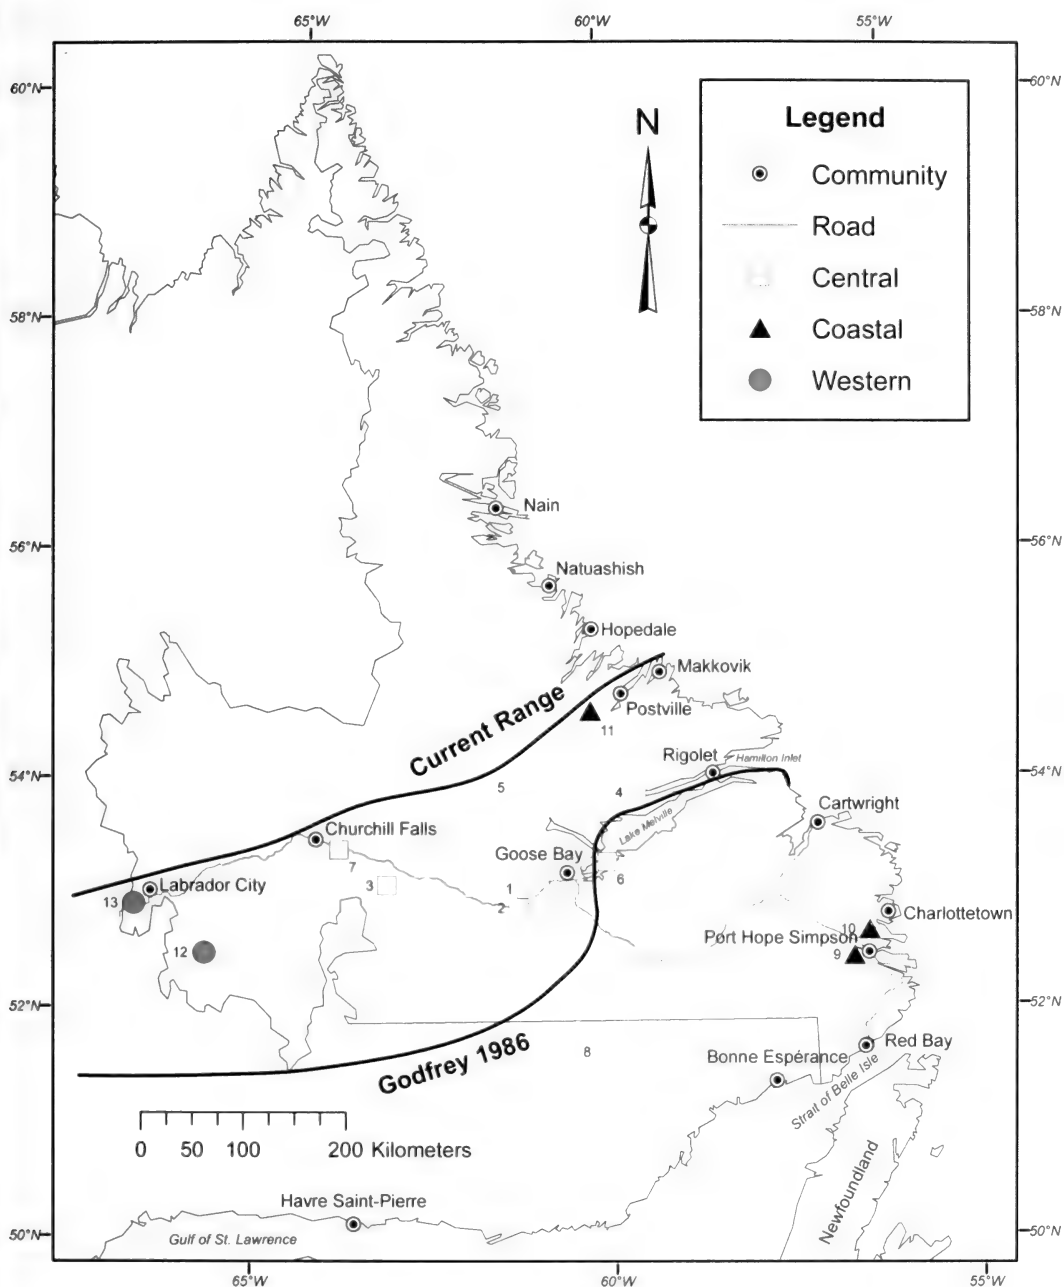 65°W 60°W 55°W
60°N
60°N
N
Legend
Community
Road
Central
Coastal
Western
58°N
58°N
Nain
56°N
56°N
Natuashish
Hopedale
Makkovik
Postville
11
Current Range
Rigolet
Hamilton Inlet
54°N
54°N
5
4
Cartwright
Churchill Falls
Lake Melville
Goose Bay
7
3
1
6
2
Labrador City
13
Charlottetown
10
Port Hope Simpson
9
12
52°N
52°N
Godfrey 1986
8
Red Bay
Bonne Espérance
Strait of Belle Isle
0 50 100 200 Kilometers
Newfoundland
Havre Saint-Pierre
Gulf of St. Lawrence
50°N
50°N
65°W 60°W 55°W